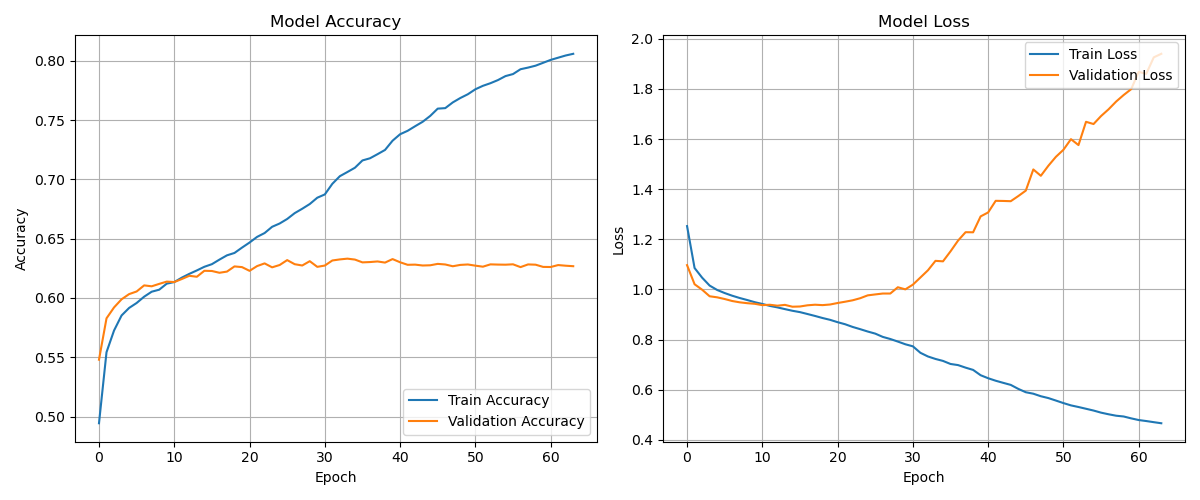 Model Accuracy
Accuracy
0.80
0.75
0.70
0.65
0.60
0.55
0.50
Train Accuracy
Validation Accuracy
0 10 20 30 40 50 60
Epoch
Model Loss
Loss
2.0
1.8
1.6
1.4
1.2
1.0
0.8
0.6
0.4
Train Loss
Validation Loss
0 10 20 30 40 50 60
Epoch